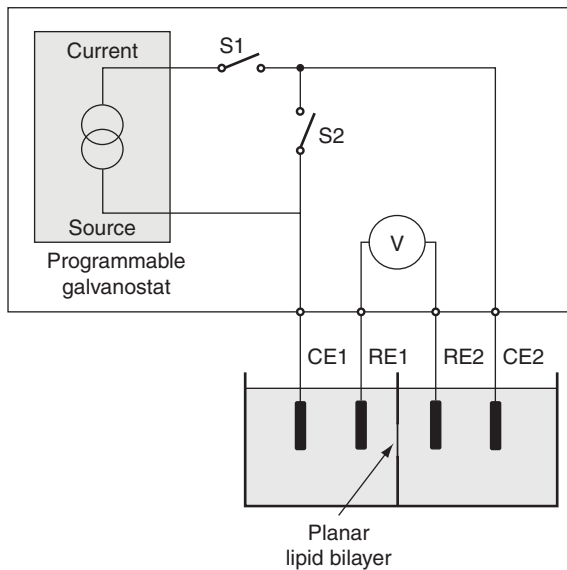 Current
S1
S2
Source
Programmable
galvanostat
V
CE1 RE1 RE2 CE2
Planar
lipid bilayer